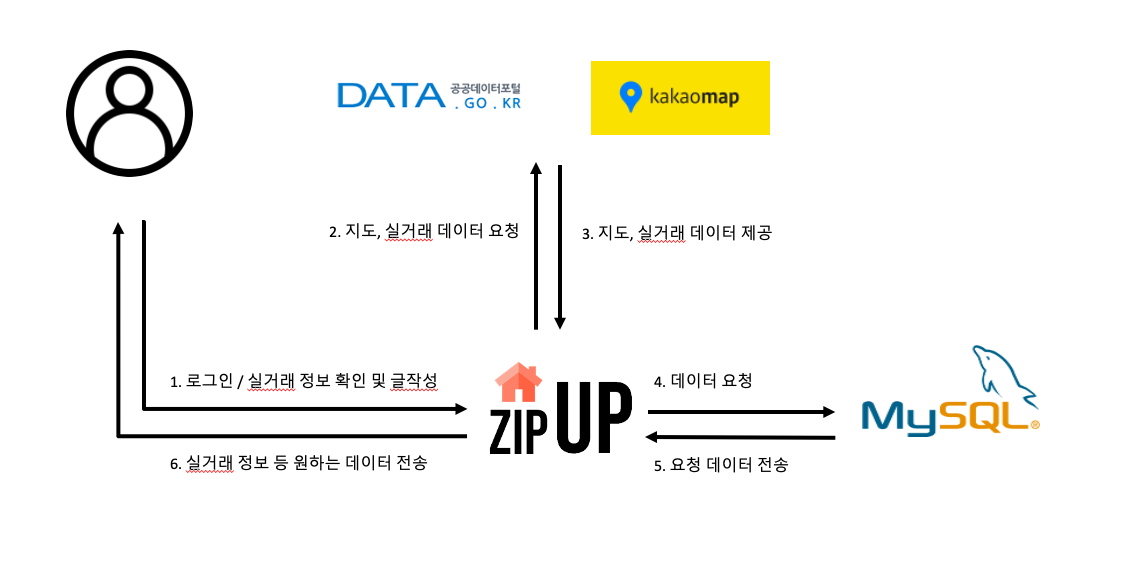 DATA 공공데이터포털
. GO . KR
kakaomap
2. 지도, 실거래 데이터 요청
3. 지도, 실거래 데이터 제공
1. 로그인 / 실거래 정보 확인 및 글작성
4. 데이터 요청
ZIP UP
MySQL®
6. 실거래 정보 등 원하는 데이터 전송
5. 요청 데이터 전송